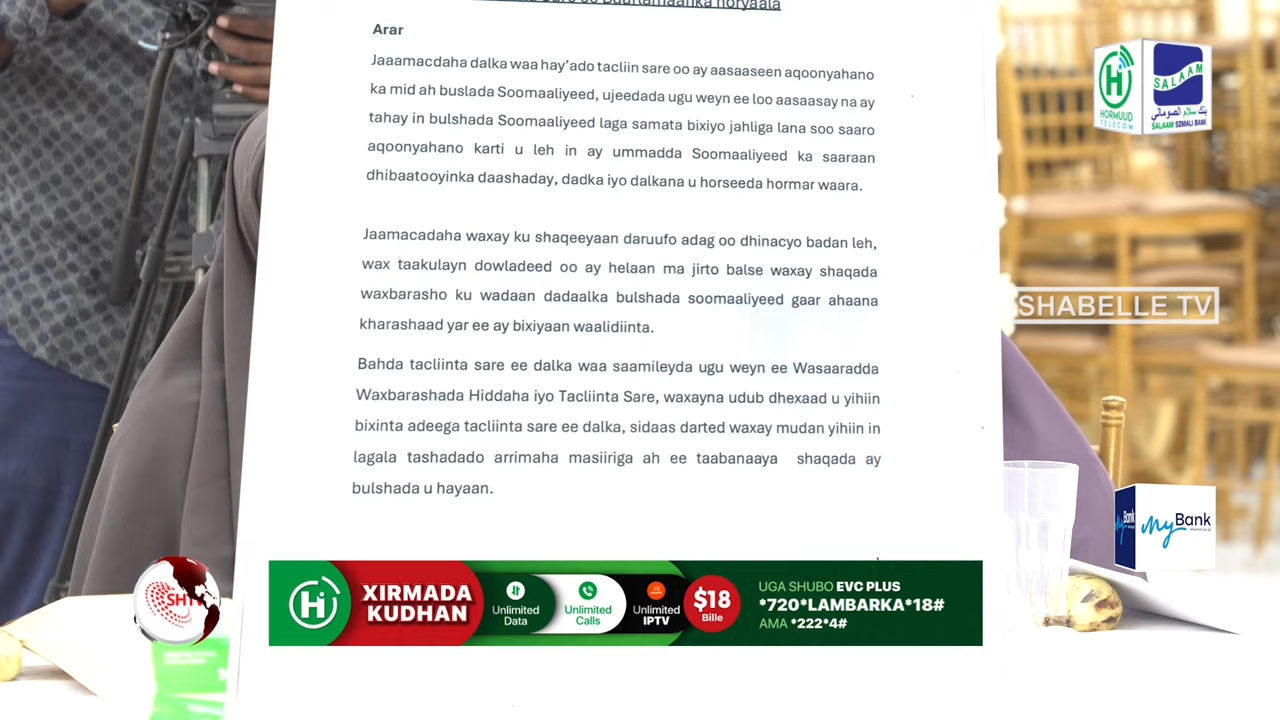 Sare ee Baarlamaanka horyaala
Arar
Jaaamacdaha dalka waa hay’ado tacliin sare oo ay aasaaseen aqoonyahano
ka mid ah buslada Soomaaliyeed, ujeedada ugu weyn ee loo aasaasay na ay
tahay in bulshada Soomaaliyeed laga samata bixiyo jahliga lana soo saaro
aqoonyahano karti u leh in ay ummadda Soomaaliyeed ka saaraan
dhibaatooyinka daashaday, dadka iyo dalkana u horseeda hormar waara.
Jaamacadaha waxay ku shaqeeyaan daruufo adag oo dhinacyo badan leh,
wax taakulayn dowladeed oo ay helaan ma jirto balse waxay shaqada
waxbarasho ku wadaan dadaalka bulshada soomaaliyeed gaar ahaana
kharashaad yar ee ay bixiyaan waalidiinta.
Bahda tacliinta sare ee dalka waa saamileyda ugu weyn ee Wasaaradda
Waxbarashada Hiddaha iyo Tacliinta Sare, waxayna udub dhexaad u yihiin
bixinta adeega tacliinta sare ee dalka, sidaas darted waxay mudan yihiin in
lagala tashadado arrimaha masiiriga ah ee taabanaaya shaqada ay
bulshada u hayaan.
HORMUUD
TELECOM
SALAAM
بنك سلام الصومالي
SALAAM SOMALI BANK
SHABELLE TV
Bank
MyBank
SHTV
XIRMADA
KUDHAN
Unlimited
Data
Unlimited
Calls
Unlimited
IPTV
$18
Bille
UGA SHUBO EVC PLUS
*720*LAMBARKA*18#
AMA *222*4#